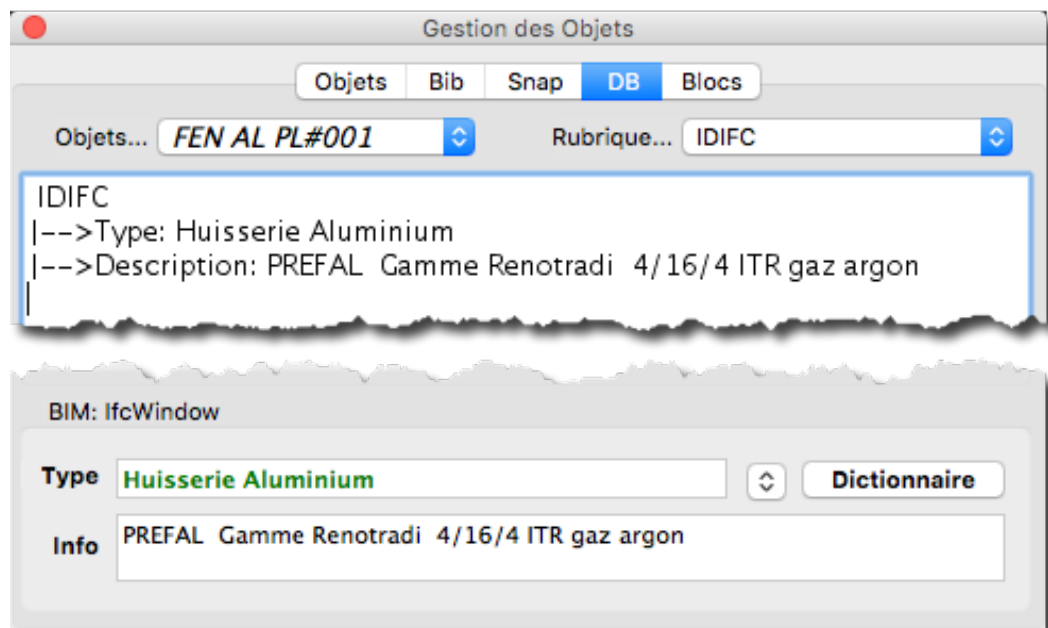 Gestion des Objets
Objets Bib Snap DB Blocs
Objets... FEN AL PL#001 Rubrique... IDIFC
IDIFC
|-->Type: Huisserie Aluminium
|-->Description: PREFAL  Gamme Renotradi  4/16/4 ITR gaz argon
BIM: IfcWindow
Type Huisserie Aluminium Dictionnaire
Info PREFAL  Gamme Renotradi  4/16/4 ITR gaz argon